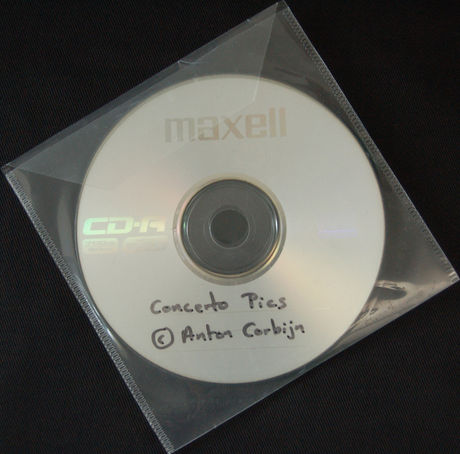 maxell
CD-R
Concerto Pics
© Anton Corbijn